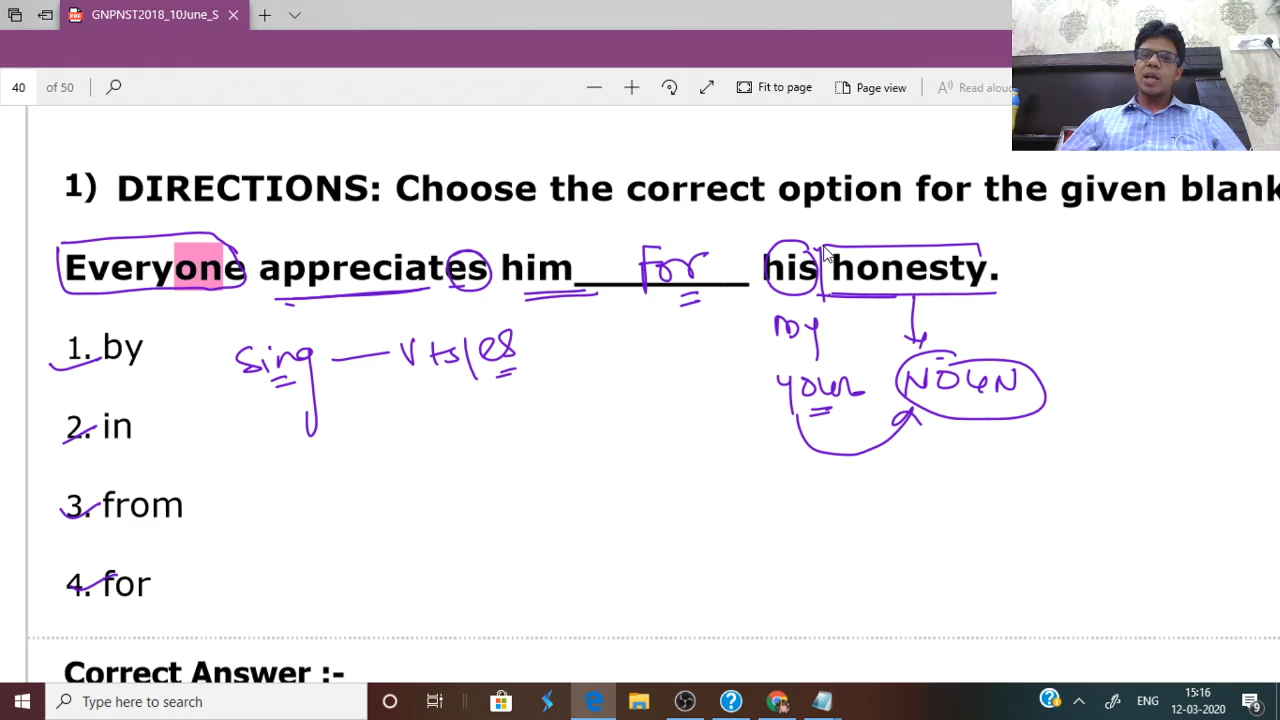 GNPNST2018_10June_S
40 of 50
Fit to page
Page view
Read alou
1) DIRECTIONS: Choose the correct option for the given blank
Everyone appreciates him For his honesty.
1. by
sing — V+s/es
my
your
NOUN
2. in
3. from
4. for
Correct Answer :-
Type here to search
ENG
15:16
12-03-2020
9